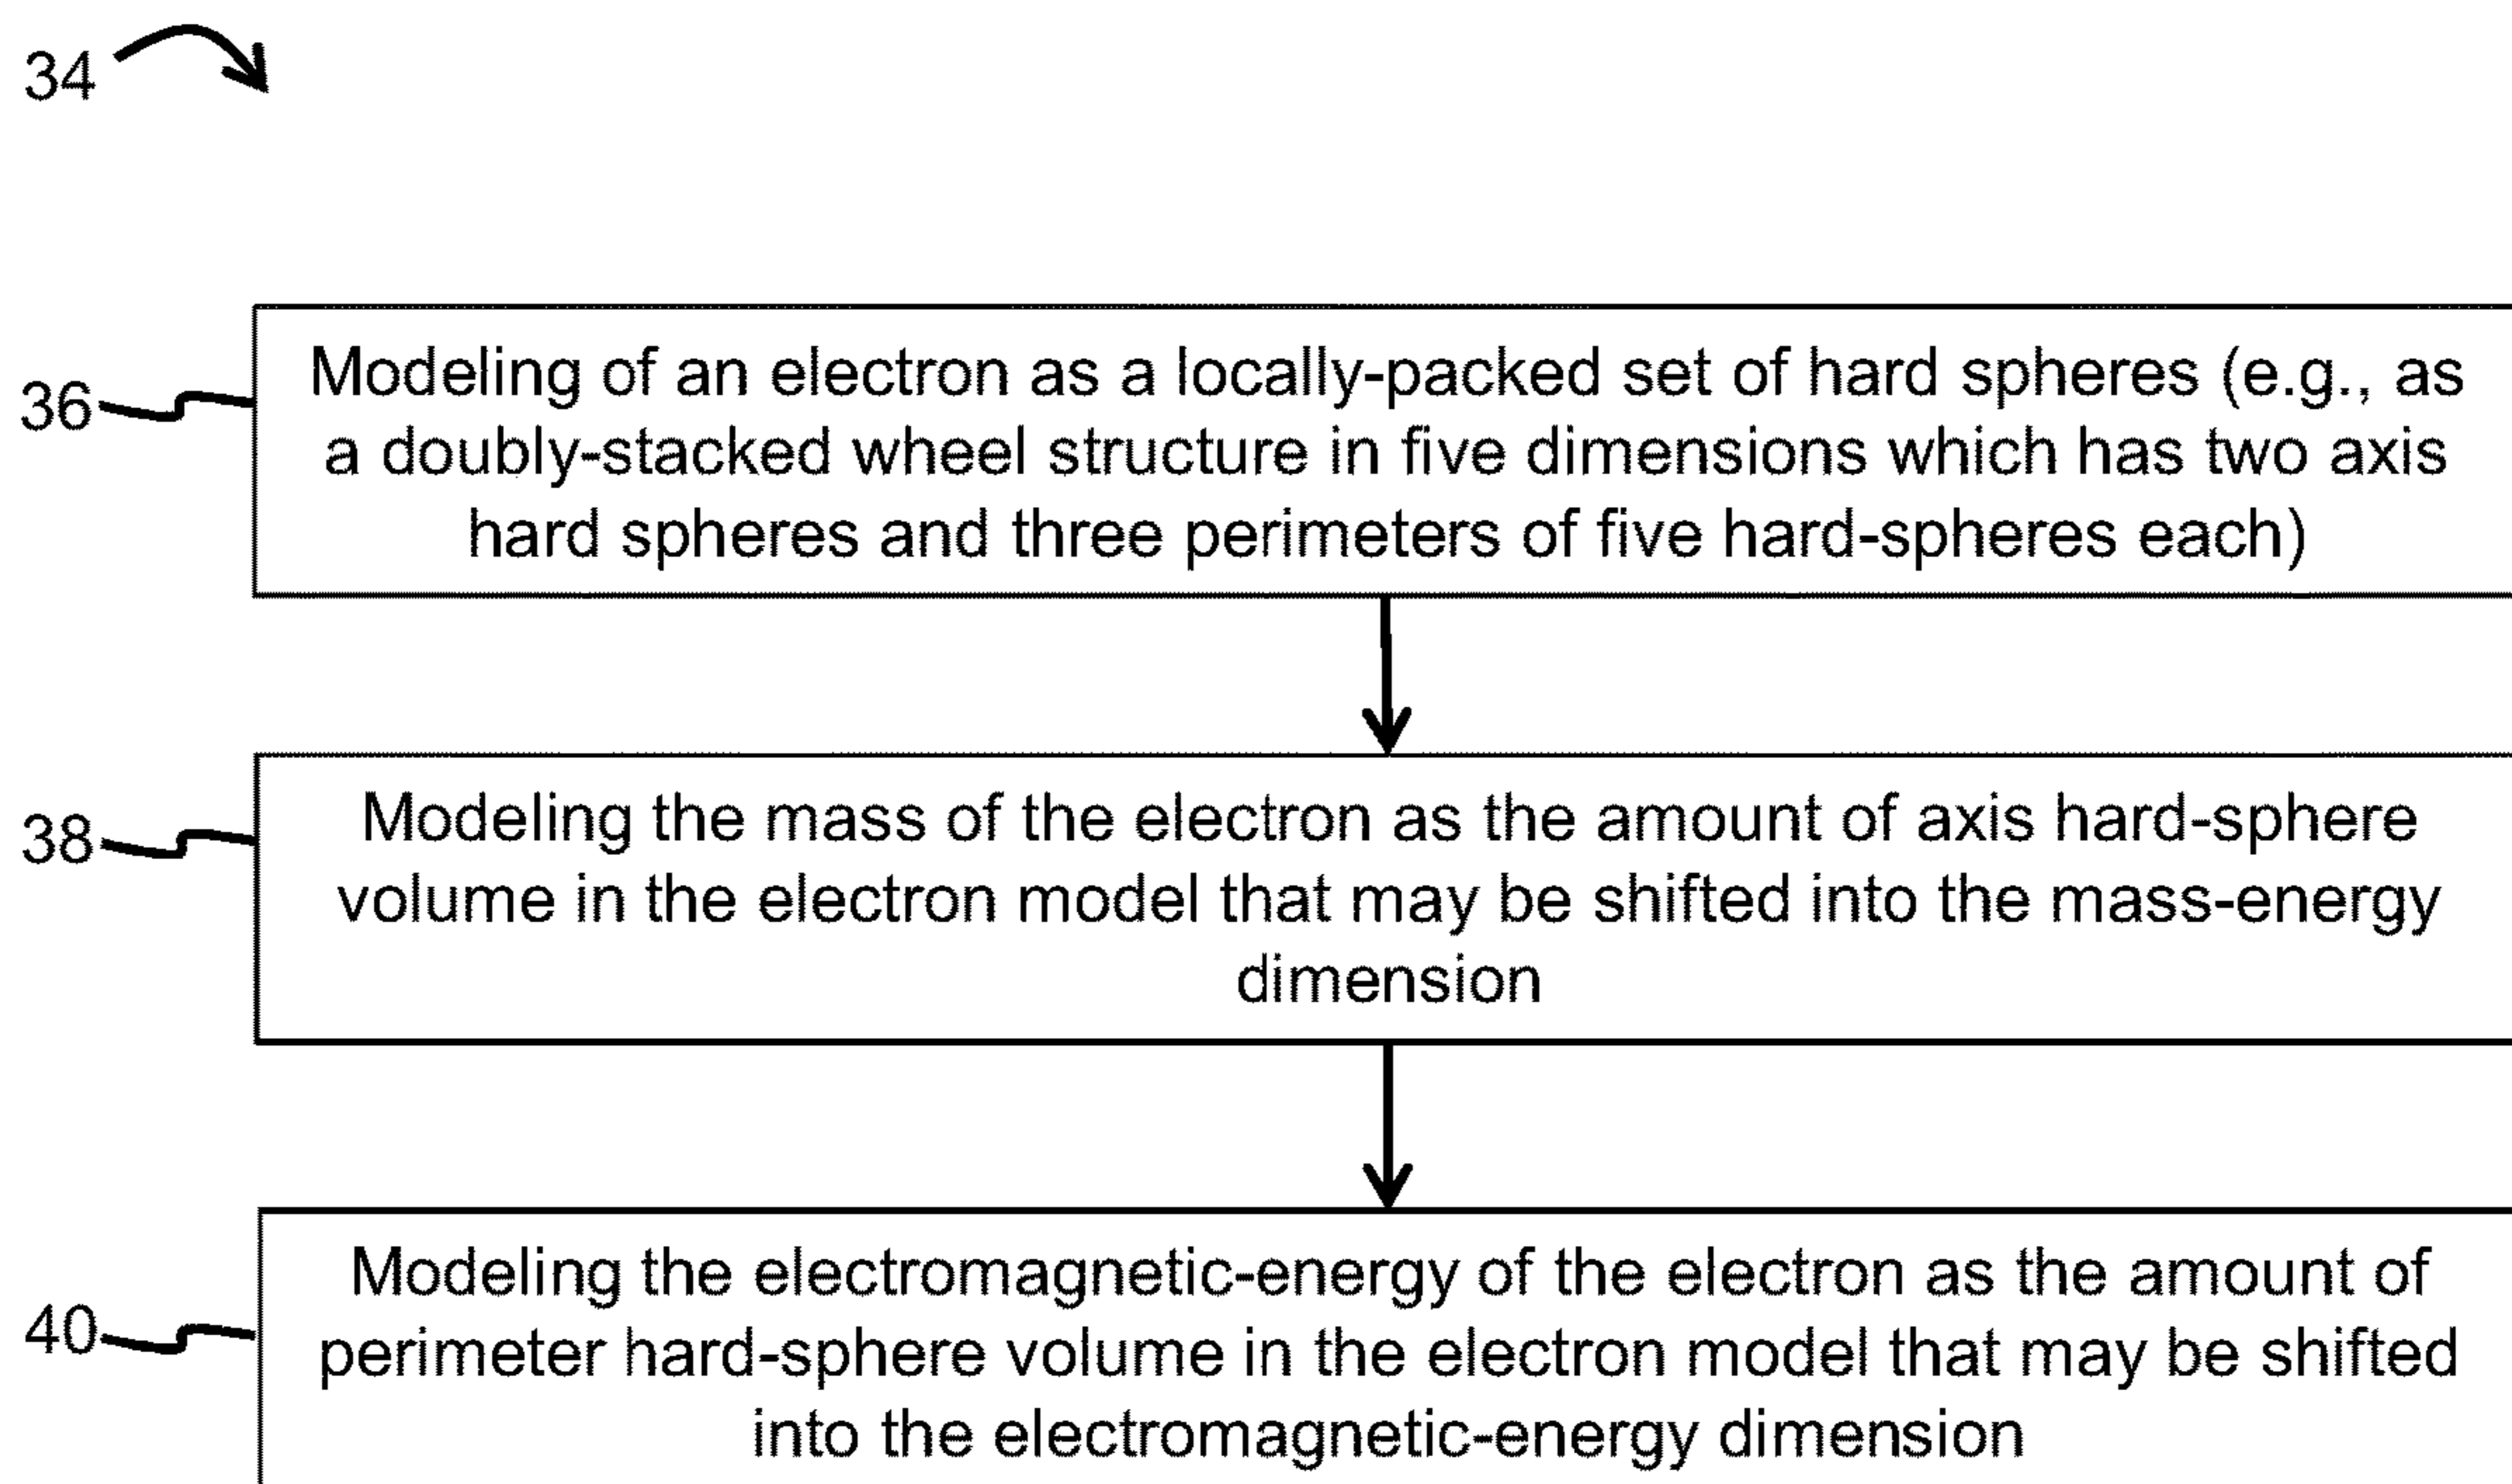 34
36
Modeling of an electron as a locally-packed set of hard spheres (e.g., as
a doubly-stacked wheel structure in five dimensions which has two axis
hard spheres and three perimeters of five hard-spheres each)
38
Modeling the mass of the electron as the amount of axis hard-sphere
volume in the electron model that may be shifted into the mass-energy
dimension
40
Modeling the electromagnetic-energy of the electron as the amount of
perimeter hard-sphere volume in the electron model that may be shifted
into the electromagnetic-energy dimension